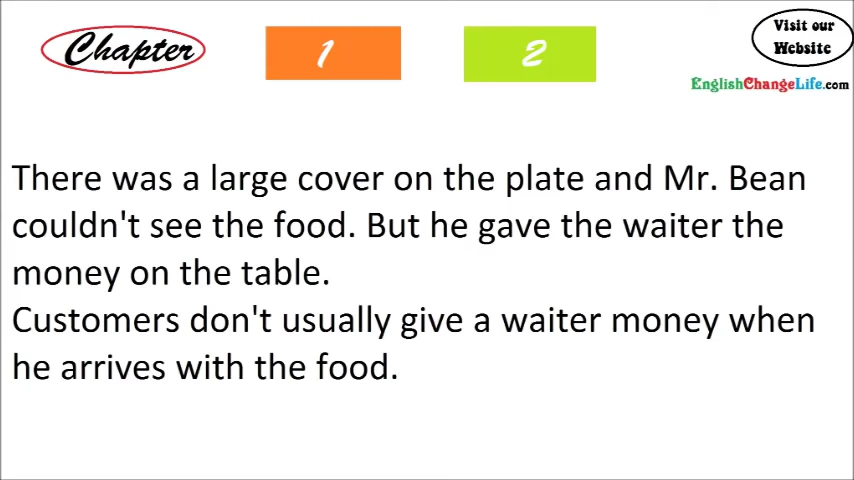 Chapter
1
2
Visit our
Website
EnglishChangeLife.com
There was a large cover on the plate and Mr. Bean
couldn't see the food. But he gave the waiter the
money on the table.
Customers don't usually give a waiter money when
he arrives with the food.